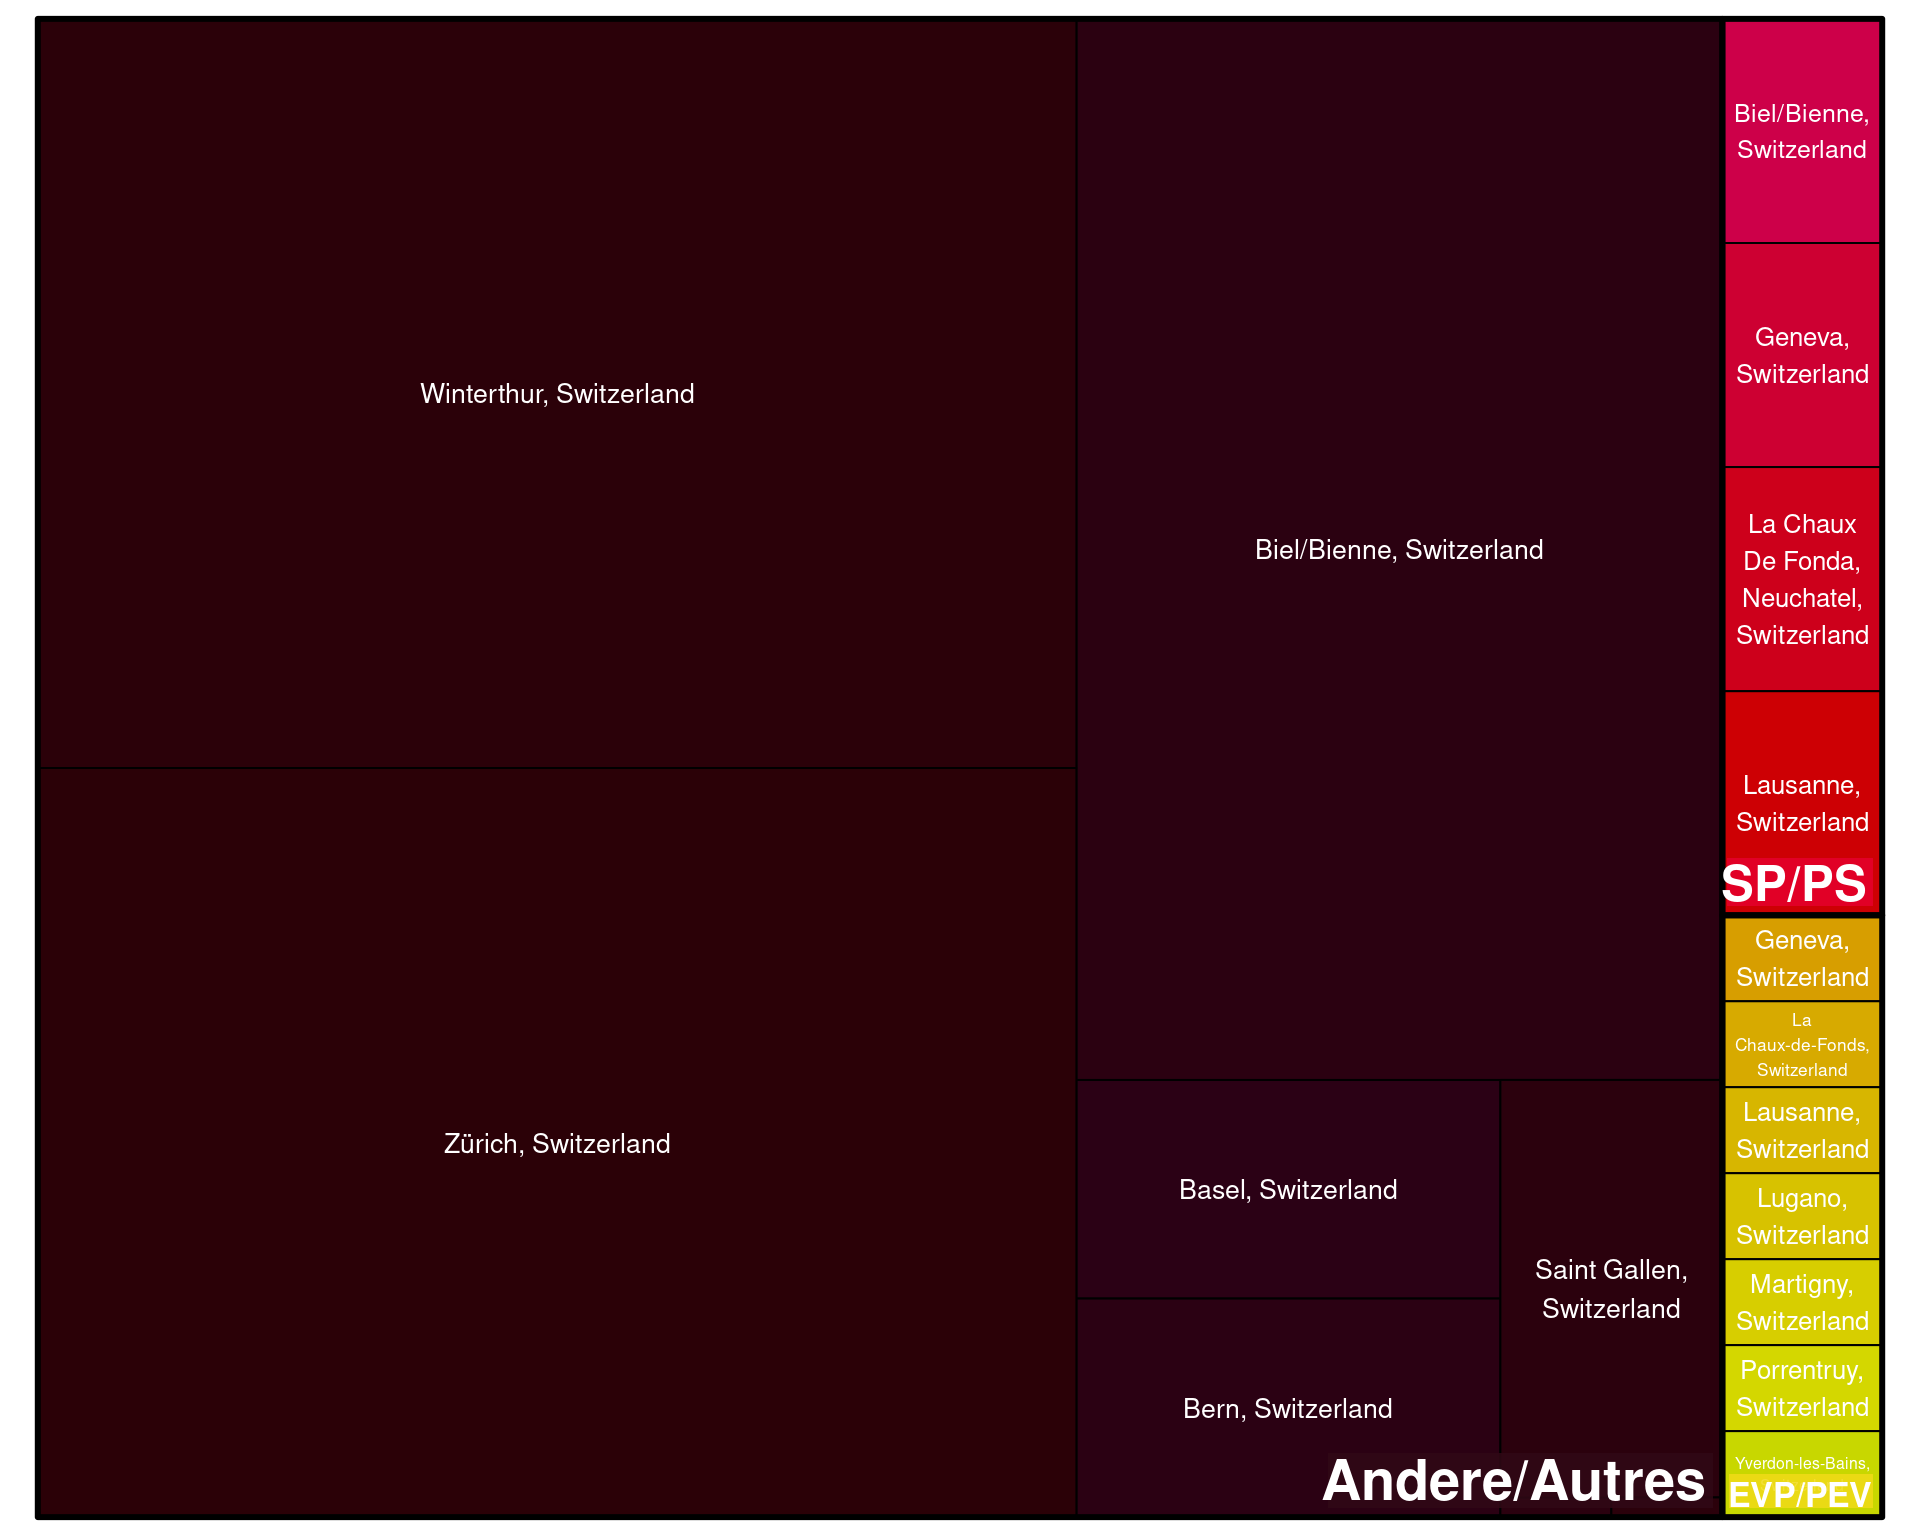 Winterthur, Switzerland
Zürich, Switzerland
Biel/Bienne, Switzerland
Basel, Switzerland
Bern, Switzerland
Saint Gallen,
Switzerland
Andere/Autres
Biel/Bienne,
Switzerland
Geneva,
Switzerland
La Chaux
De Fonda,
Neuchatel,
Switzerland
Lausanne,
Switzerland
SP/PS
Geneva,
Switzerland
La
Chaux-de-Fonds,
Switzerland
Lausanne,
Switzerland
Lugano,
Switzerland
Martigny,
Switzerland
Porrentruy,
Switzerland
Yverdon-les-Bains,
EVP/PEV